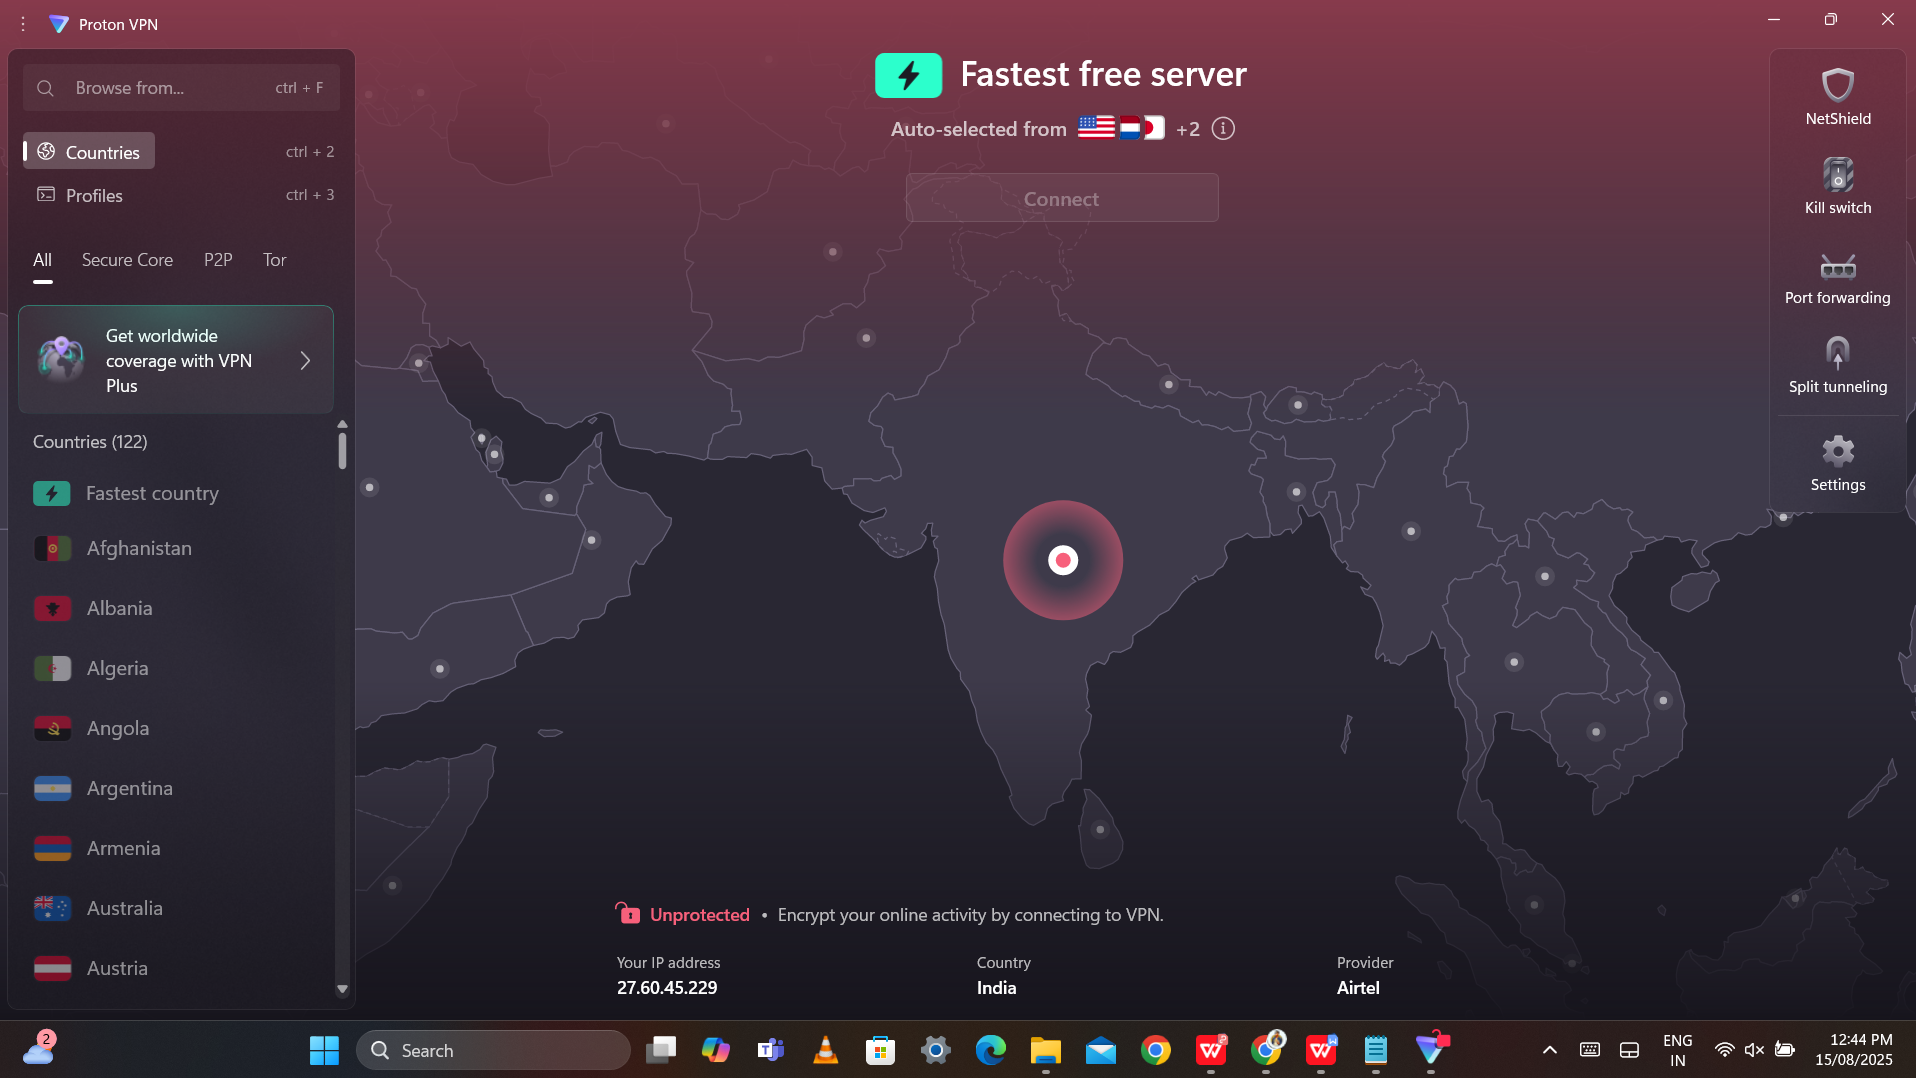 Proton VPN
Browse from...
ctrl + F
Countries
ctrl + 2
Profiles
ctrl + 3
All
Secure Core
P2P
Tor
Get worldwide
coverage with VPN
Plus
Countries (122)
Fastest country
Afghanistan
Albania
Algeria
Angola
Argentina
Armenia
Australia
Austria
Fastest free server
Auto-selected from
+2
Connect
Unprotected • Encrypt your online activity by connecting to VPN.
Your IP address
27.60.45.229
Country
India
Provider
Airtel
NetShield
Kill switch
Port forwarding
Split tunneling
Settings
2
Search
ENG
IN
12:44 PM
15/08/2025